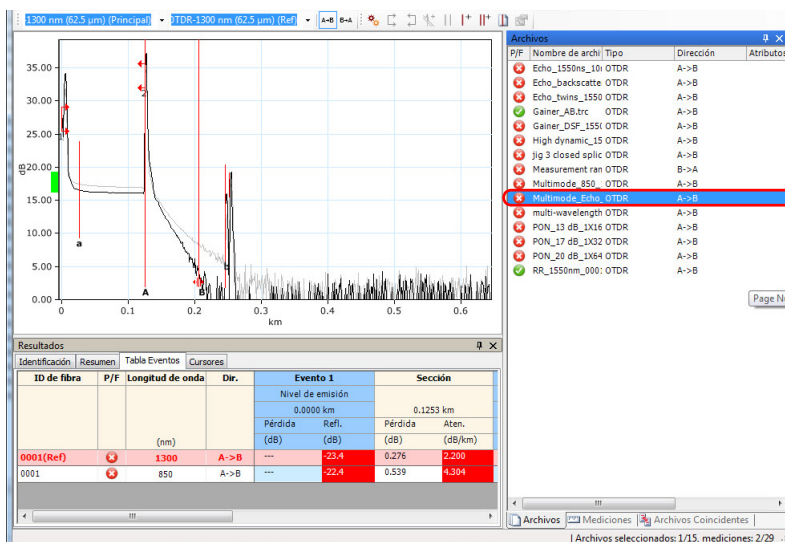 1300 nm (62.5 µm) (Principal)
OTDR-1300 nm (62.5 µm) (Ref)
A→B
B→A
Archivos
P/F Nombre de archi Tipo Dirección Atributos
Echo_1550ns_10 OTDR A->B
Echo_backscatte OTDR A->B
Echo_twins_1550 OTDR A->B
Gainer_AB.trc OTDR A->B
Gainer_DSF_155 OTDR A->B
High dynamic_15 OTDR A->B
jig 3 closed splic OTDR A->B
Measurement ran OTDR B->A
Multimode_850_ OTDR A->B
Multimode_Echo_ OTDR A->B
multi-wavelength OTDR A->B
PON_13 dB_1X16 OTDR A->B
PON_17 dB_1X32 OTDR A->B
PON_20 dB_1X64 OTDR A->B
RR_1550nm_000: OTDR A->B
Page N
dB
35.00
30.00
25.00
20.00
15.00
10.00
5.00
0.00
2
a
A
B
0 0.1 0.2 0.3 0.4 0.5 0.6
km
Resultados
Identificación Resumen Tabla Eventos Cursores
ID de fibra P/F Longitud de onda Dir. Evento 1 Sección
Nivel de emisión
0.0000 km 0.1253 km
Pérdida Refl. Pérdida Aten.
(nm) (dB) (dB) (dB) (dB/km)
0001(Ref) 1300 A->B --- -23.4 0.276 2.200
0001 850 A->B --- -22.4 0.539 4.304
Archivos Mediciones Archivos Coincidentes
Archivos seleccionados: 1/15, mediciones: 2/29